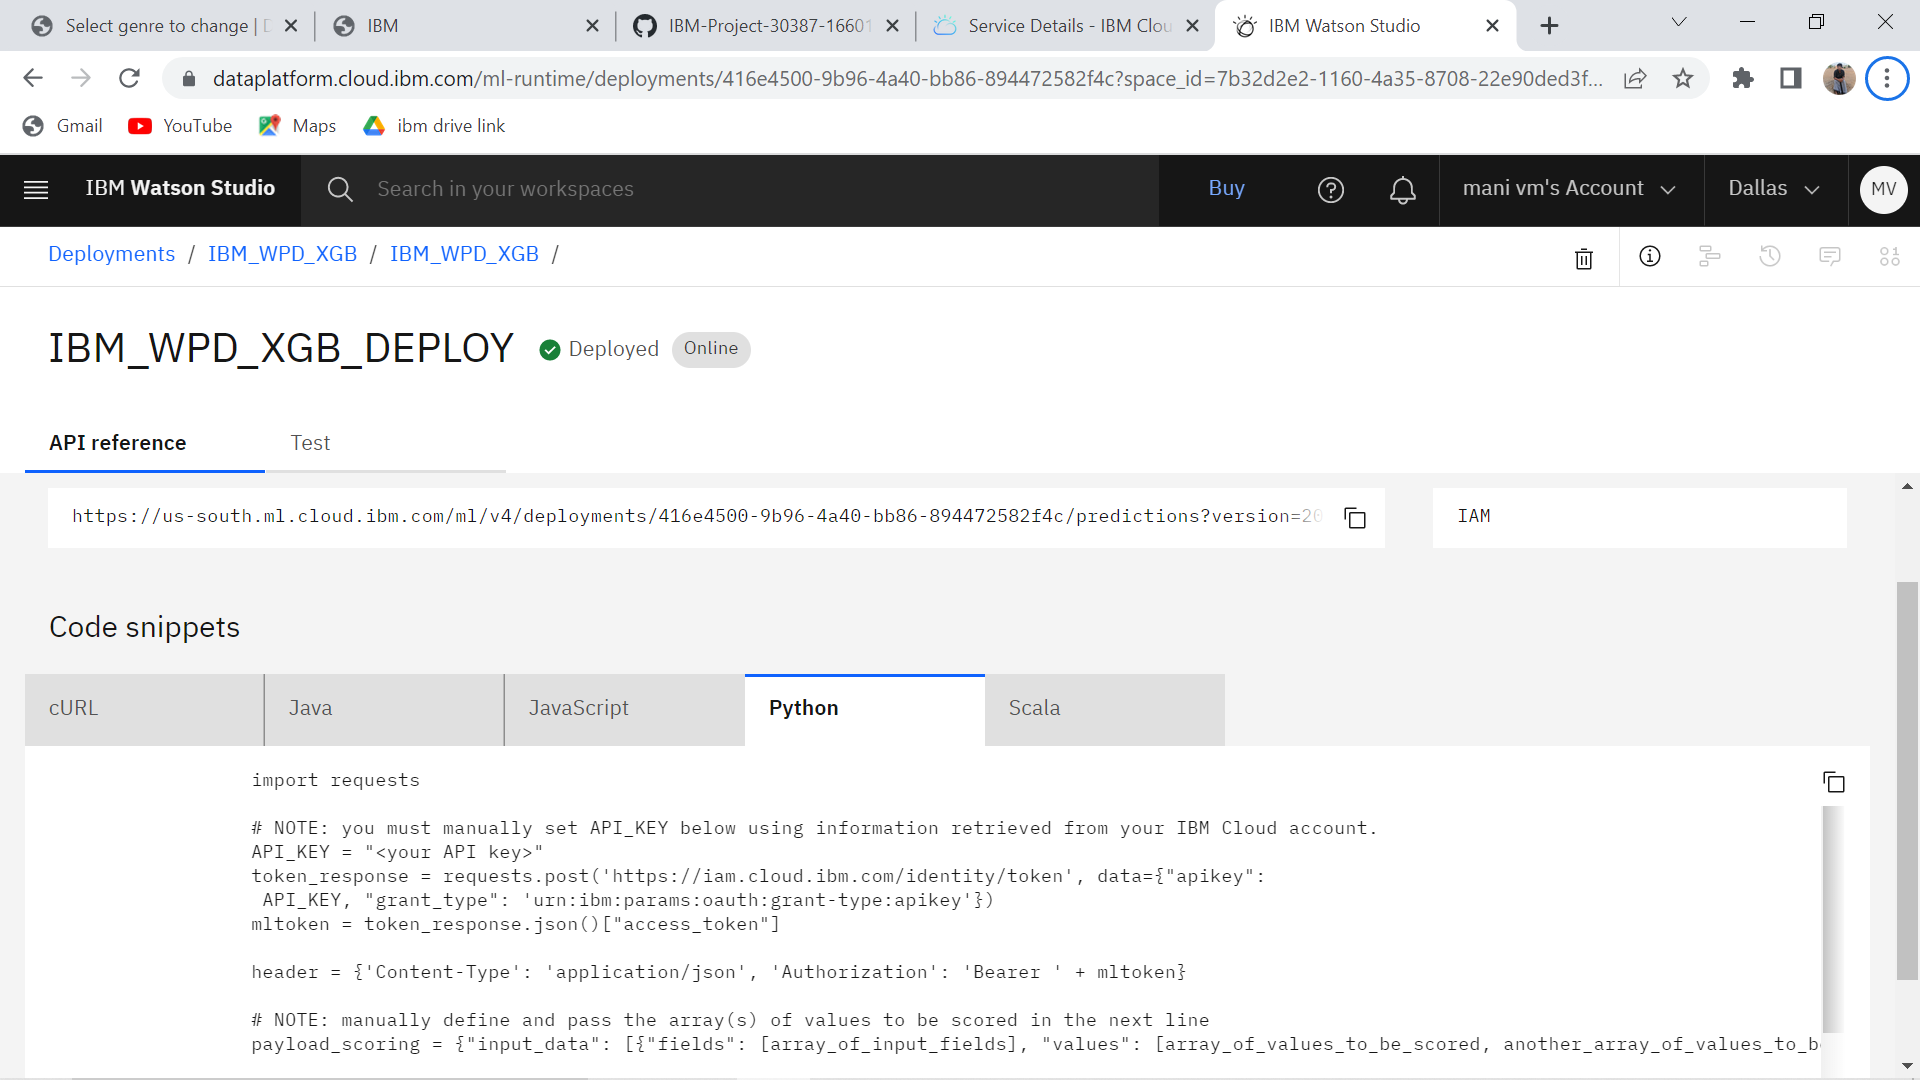 Select genre to change | D
IBM
IBM-Project-30387-16601
Service Details - IBM Clou
IBM Watson Studio
dataplatform.cloud.ibm.com/ml-runtime/deployments/416e4500-9b96-4a40-bb86-894472582f4c?space_id=7b32d2e2-1160-4a35-8708-22e90ded3f...
Gmail
YouTube
Maps
ibm drive link
IBM Watson Studio
Search in your workspaces
Buy
mani vm's Account
Dallas
MV
Deployments / IBM_WPD_XGB / IBM_WPD_XGB /
IBM_WPD_XGB_DEPLOY
Deployed
Online
API reference
Test
https://us-south.ml.cloud.ibm.com/ml/v4/deployments/416e4500-9b96-4a40-bb86-894472582f4c/predictions?version=20
IAM
Code snippets
cURL
Java
JavaScript
Python
Scala
import requests
# NOTE: you must manually set API_KEY below using information retrieved from your IBM Cloud account.
API_KEY = "<your API key>"
token_response = requests.post('https://iam.cloud.ibm.com/identity/token', data={"apikey":
API_KEY, "grant_type": 'urn:ibm:params:oauth:grant-type:apikey'})
mltoken = token_response.json()["access_token"]
header = {'Content-Type': 'application/json', 'Authorization': 'Bearer ' + mltoken}
# NOTE: manually define and pass the array(s) of values to be scored in the next line
payload_scoring = {"input_data": [{"fields": [array_of_input_fields], "values": [array_of_values_to_be_scored, another_array_of_values_to_b